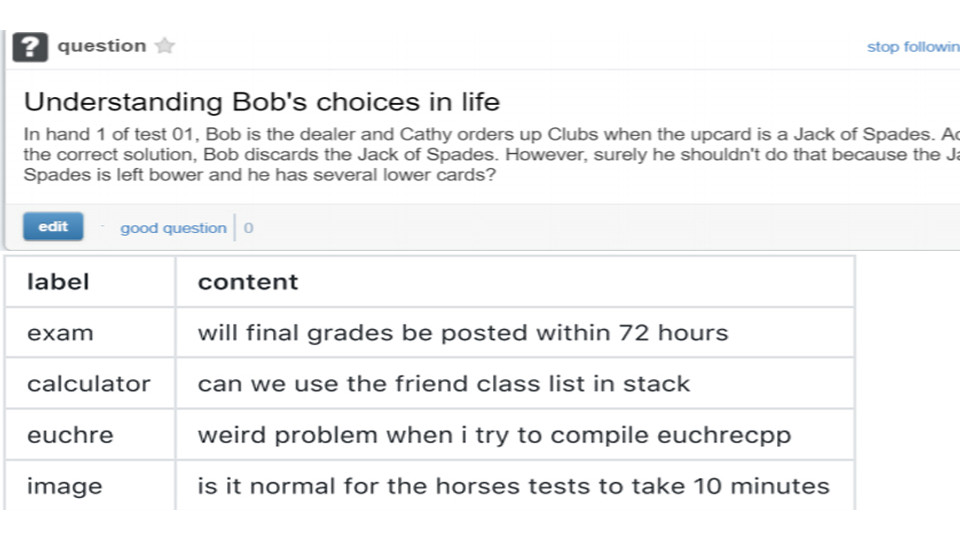 ? question
stop followin
Understanding Bob's choices in life
In hand 1 of test 01, Bob is the dealer and Cathy orders up Clubs when the upcard is a Jack of Spades.
the correct solution, Bob discards the Jack of Spades. However, surely he shouldn't do that because the
Spades is left bower and he has several lower cards?
edit · good question 0
label content
exam will final grades be posted within 72 hours
calculator can we use the friend class list in stack
euchre weird problem when i try to compile euchrecpp
image is it normal for the horses tests to take 10 minutes